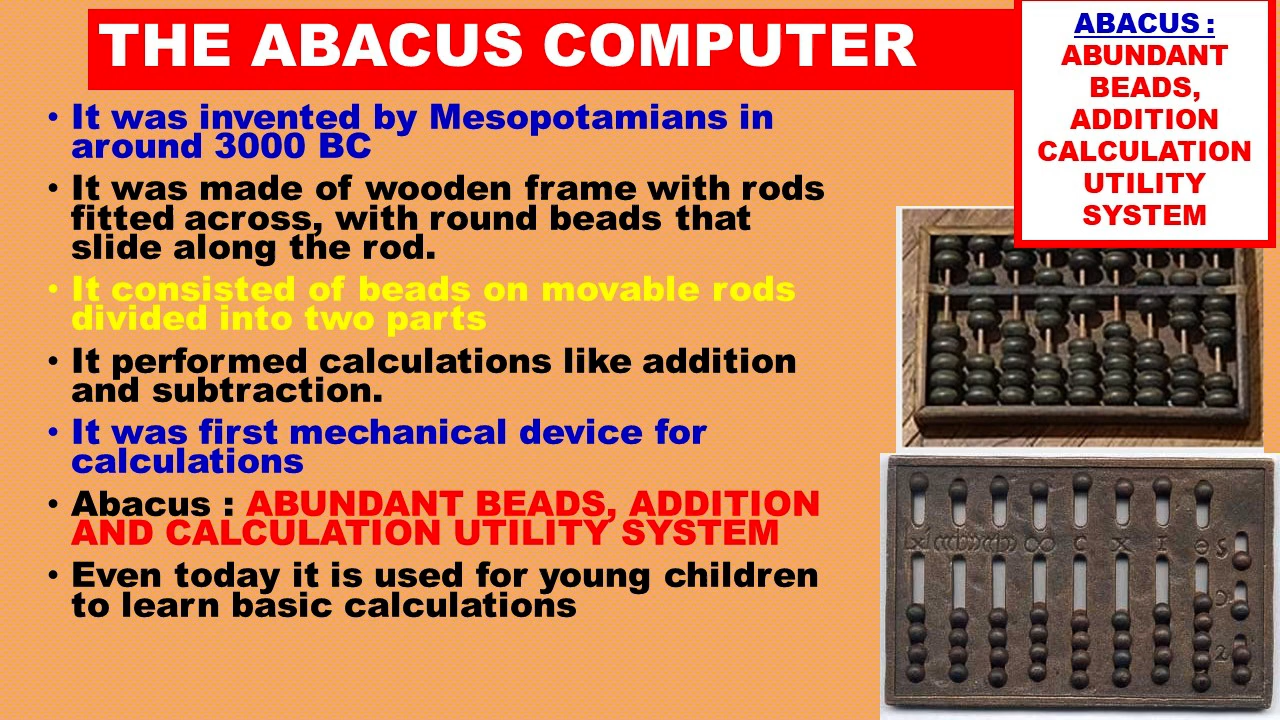 THE ABACUS COMPUTER
ABACUS :
ABUNDANT
BEADS,
ADDITION
CALCULATION
UTILITY
SYSTEM
• It was invented by Mesopotamians in
around 3000 BC
• It was made of wooden frame with rods
fitted across, with round beads that
slide along the rod.
• It consisted of beads on movable rods
divided into two parts
• It performed calculations like addition
and subtraction.
• It was first mechanical device for
calculations
• Abacus : ABUNDANT BEADS, ADDITION
AND CALCULATION UTILITY SYSTEM
• Even today it is used for young children
to learn basic calculations
C X I